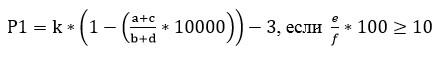 P1 = k * (1 − (a+c/b+d * 10000)) − 3, если e/f * 100 ≥ 10